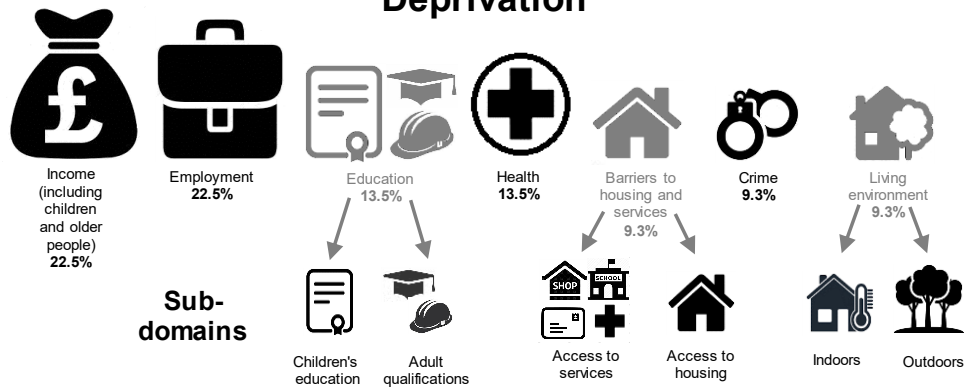 Deprivation
Income
(including
children
and older
people)
22.5%
Employment
22.5%
Education
13.5%
Health
13.5%
Barriers to
housing and
services
9.3%
Crime
9.3%
Living
environment
9.3%
Sub-
domains
Children's
education
Adult
qualifications
SHOP
SCHOOL
Access to
services
Access to
housing
Indoors
Outdoors
£